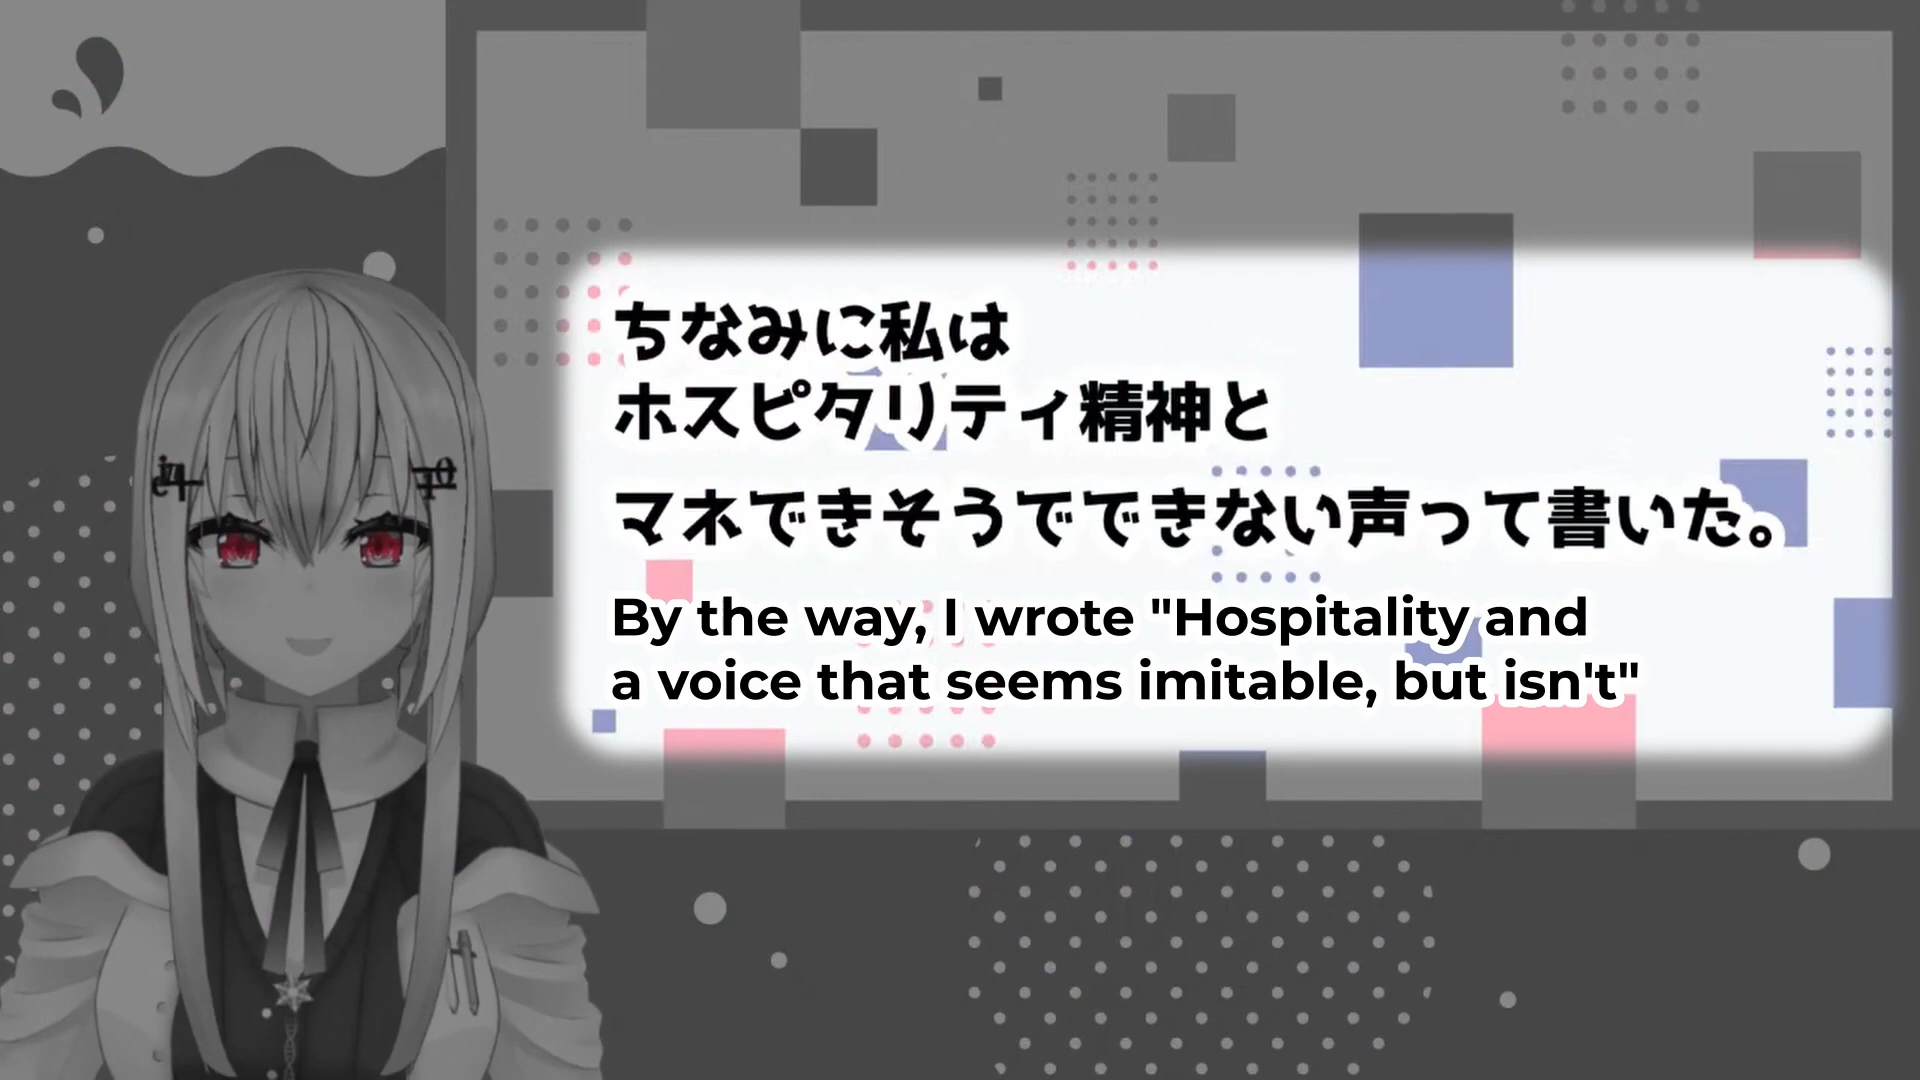 ちなみに私は
ホスピタリティ精神と
マネできそうでできない声って書いた。
By the way, I wrote "Hospitality and
a voice that seems imitable, but isn't"